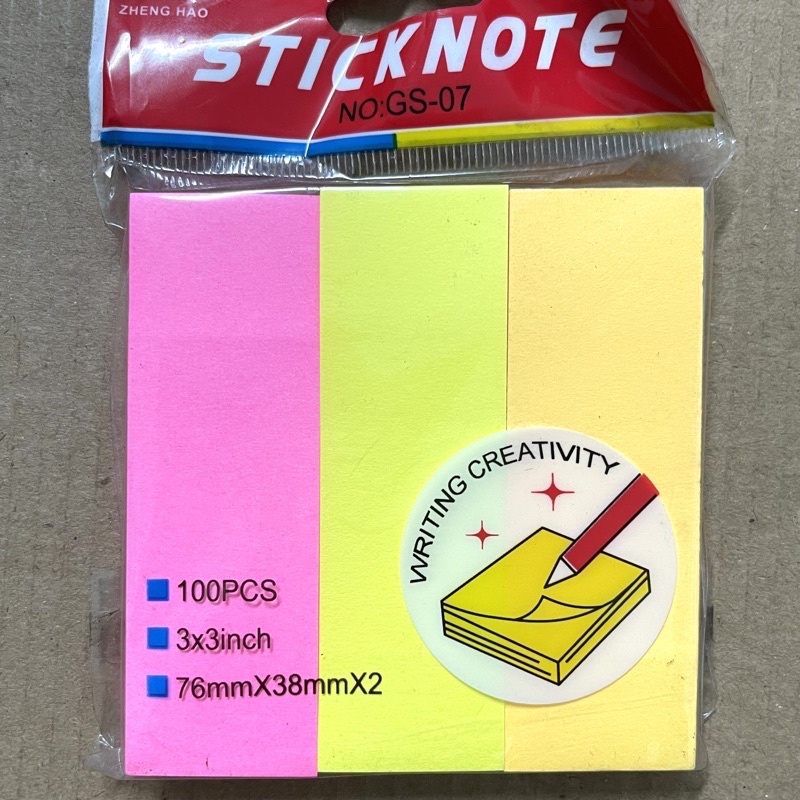 ZHENG HAO
STICKNOTE
NO:GS-07
WRITING CREATIVITY
100PCS
3x3inch
76mmX38mmX2